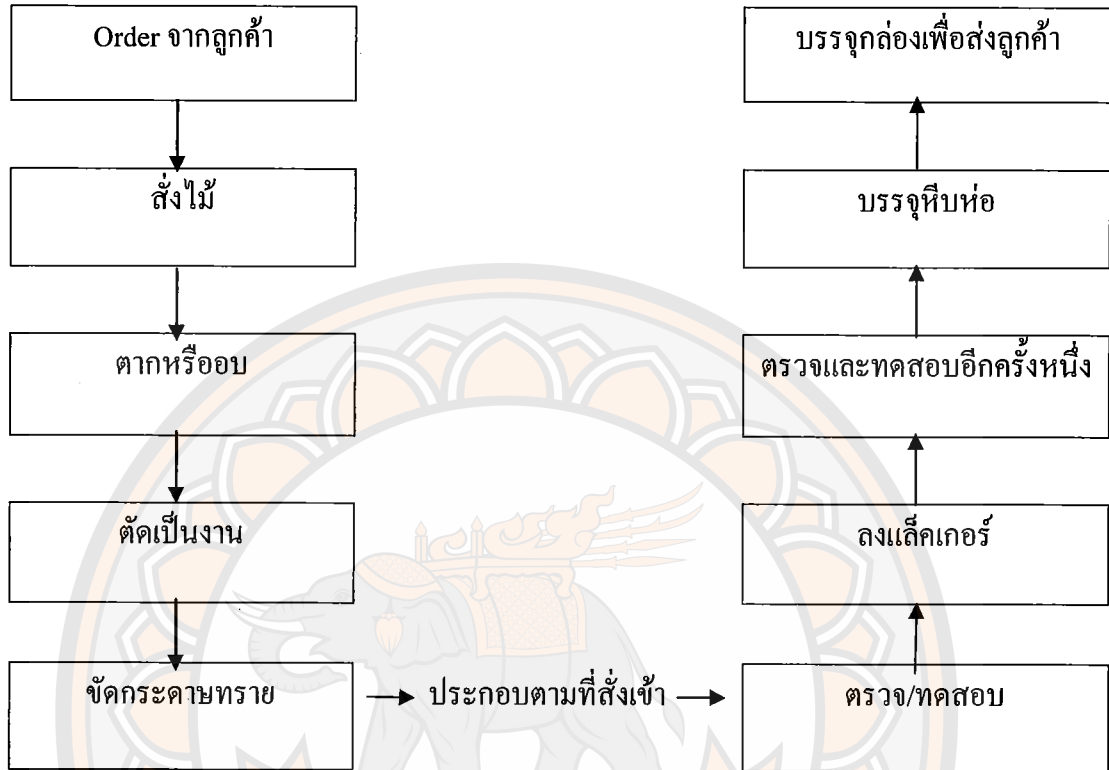 Order จากลูกค้า
สั่งไม้
ตากหรืออบ
ตัดเป็นงาน
ขัดกระดาษทราย
ประกอบตามที่สั่งเข้า
ตรวจ/ทดสอบ
ลงแล็คเกอร์
ตรวจและทดสอบอีกครั้งหนึ่ง
บรรจุหีบห่อ
บรรจุกล่องเพื่อส่งลูกค้า